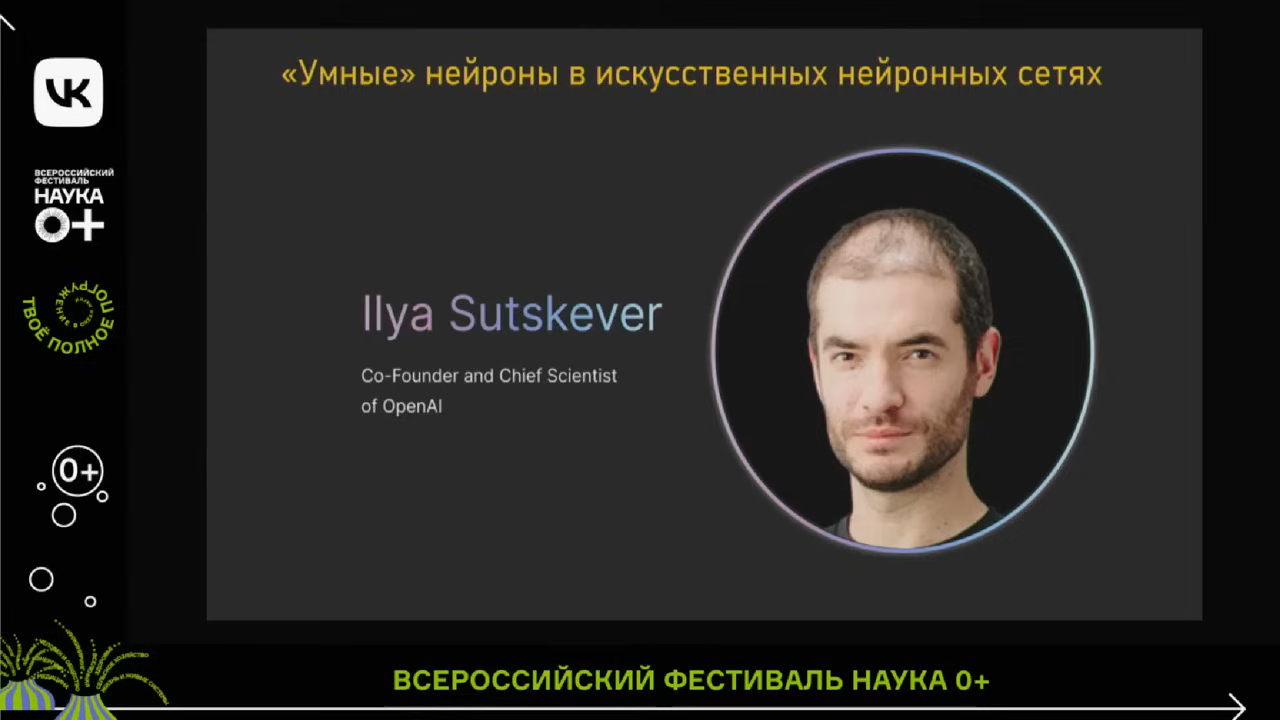 VK
ВСЕРОССИЙСКИЙ
ФЕСТИВАЛЬ
НАУКА
0+
ТВОЁ ПОЛНОЕ ПОГРУЖЕНИЕ В
0+
«Умные» нейроны в искусственных нейронных сетях
Ilya Sutskever
Co-Founder and Chief Scientist
of OpenAI
ВСЕРОССИЙСКИЙ ФЕСТИВАЛЬ НАУКА 0+